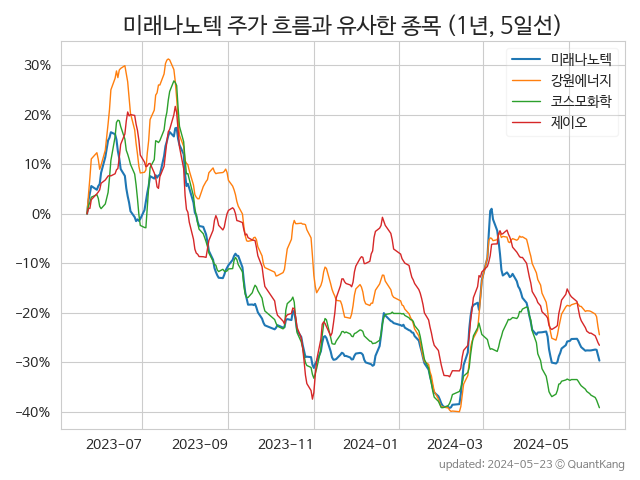 미래나노텍 주가 흐름과 유사한 종목 (1년, 5일선)
미래나노텍
강원에너지
코스모화학
제이오
30%
20%
10%
0%
−10%
−20%
−30%
−40%
2023-07
2023-09
2023-11
2024-01
2024-03
2024-05
updated: 2024-05-23 ⓒ QuantKang